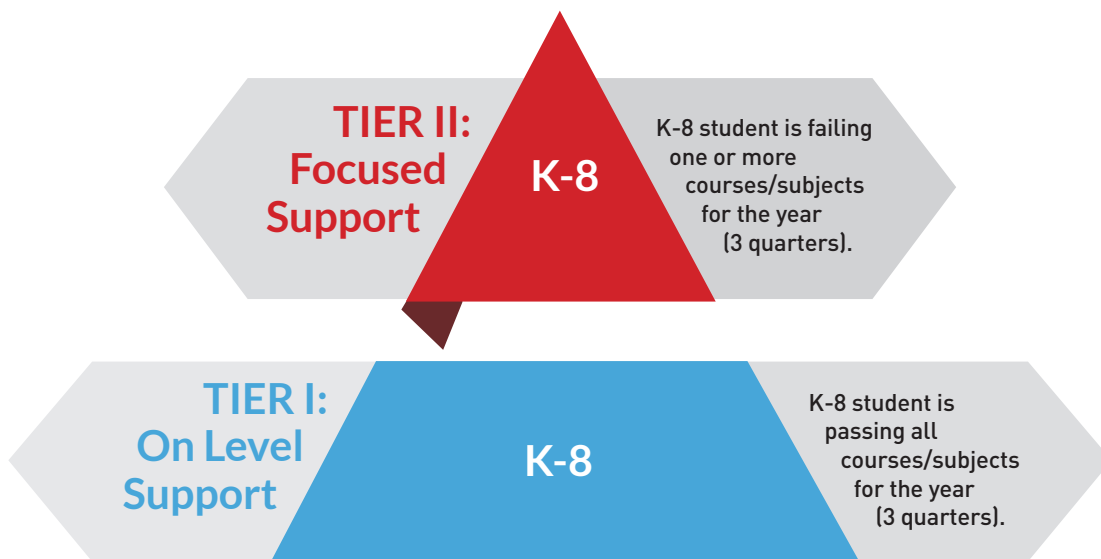 TIER II:
Focused
Support
K-8
K-8 student is failing
one or more
courses/subjects
for the year
(3 quarters).
TIER I:
On Level
Support
K-8
K-8 student is
passing all
courses/subjects
for the year
(3 quarters).